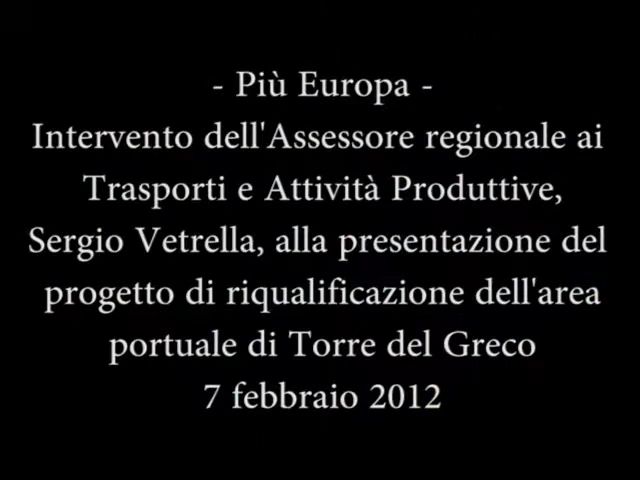 - Più Europa -
Intervento dell'Assessore regionale ai
Trasporti e Attività Produttive,
Sergio Vetrella, alla presentazione del
progetto di riqualificazione dell'area
portuale di Torre del Greco
7 febbraio 2012